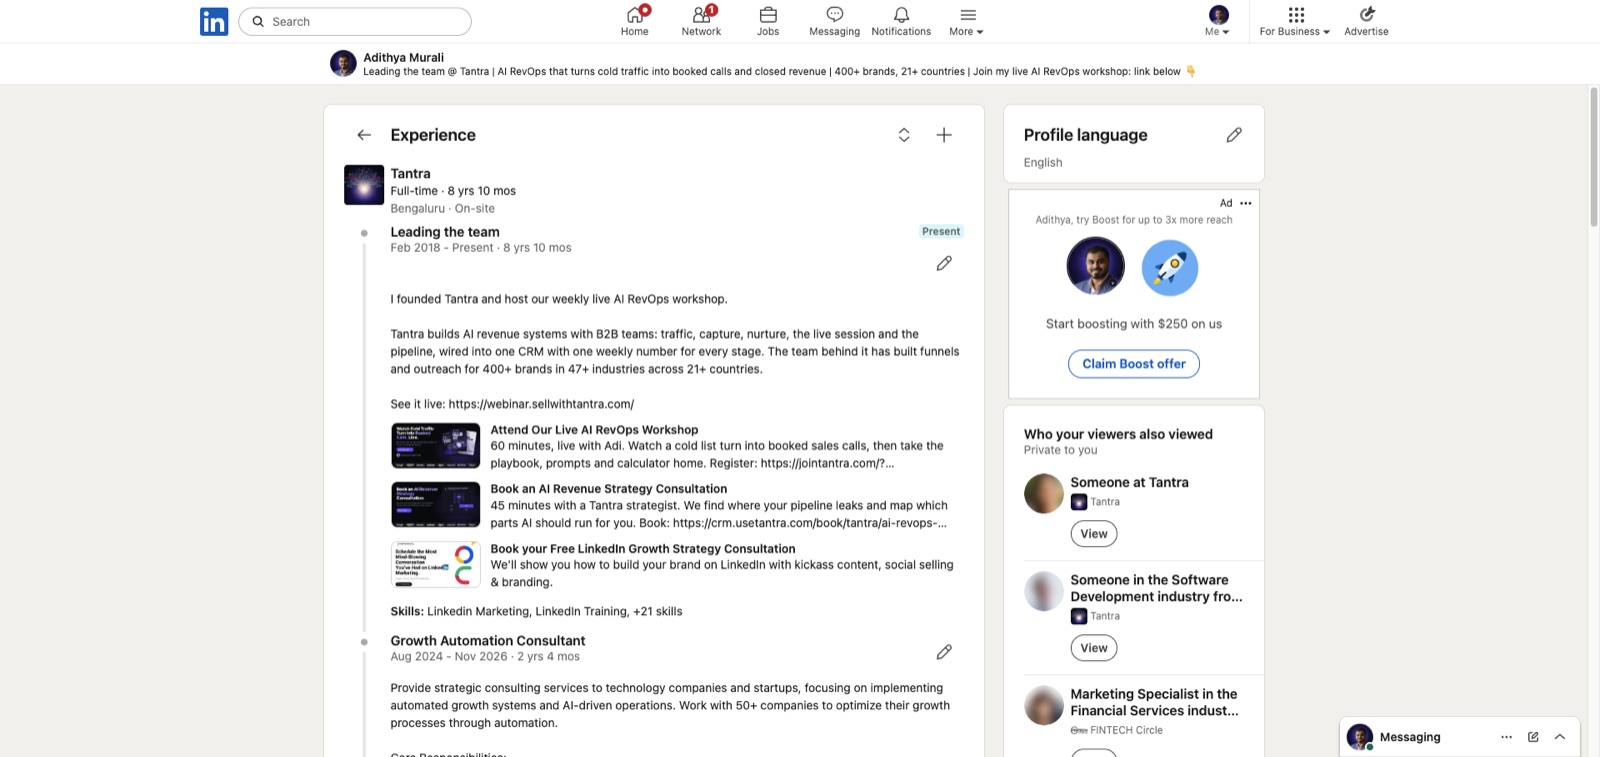 in
Search
Home
1
Network
Jobs
Messaging
Notifications
More
Me
For Business
Advertise
Adithya Murali
Leading the team @ Tantra | AI RevOps that turns cold traffic into booked calls and closed revenue | 400+ brands, 21+ countries | Join my live AI RevOps workshop: link below 👇
Experience
Tantra
Full-time · 8 yrs 10 mos
Bengaluru · On-site
Leading the team
Present
Feb 2018 - Present · 8 yrs 10 mos
I founded Tantra and host our weekly live AI RevOps workshop.
Tantra builds AI revenue systems with B2B teams: traffic, capture, nurture, the live session and the
pipeline, wired into one CRM with one weekly number for every stage. The team behind it has built funnels
and outreach for 400+ brands in 47+ industries across 21+ countries.
See it live: https://webinar.sellwithtantra.com/
Attend Our Live AI RevOps Workshop
60 minutes, live with Adi. Watch a cold list turn into booked sales calls, then take the
playbook, prompts and calculator home. Register: https://jointantra.com/?...
Book an AI Revenue Strategy Consultation
45 minutes with a Tantra strategist. We find where your pipeline leaks and map which
parts AI should run for you. Book: https://crm.usetantra.com/book/tantra/ai-revops-...
Book your Free LinkedIn Growth Strategy Consultation
We'll show you how to build your brand on LinkedIn with kickass content, social selling
& branding.
Skills: Linkedin Marketing, LinkedIn Training, +21 skills
Growth Automation Consultant
Aug 2024 - Nov 2026 · 2 yrs 4 mos
Provide strategic consulting services to technology companies and startups, focusing on implementing
automated growth systems and AI-driven operations. Work with 50+ companies to optimize their growth
processes through automation.
Profile language
English
Ad
Adithya, try Boost for up to 3x more reach
Start boosting with $250 on us
Claim Boost offer
Who your viewers also viewed
Private to you
Someone at Tantra
Tantra
View
Someone in the Software
Development industry fro...
Tantra
View
Marketing Specialist in the
Financial Services indust...
FINTECH Circle
Messaging